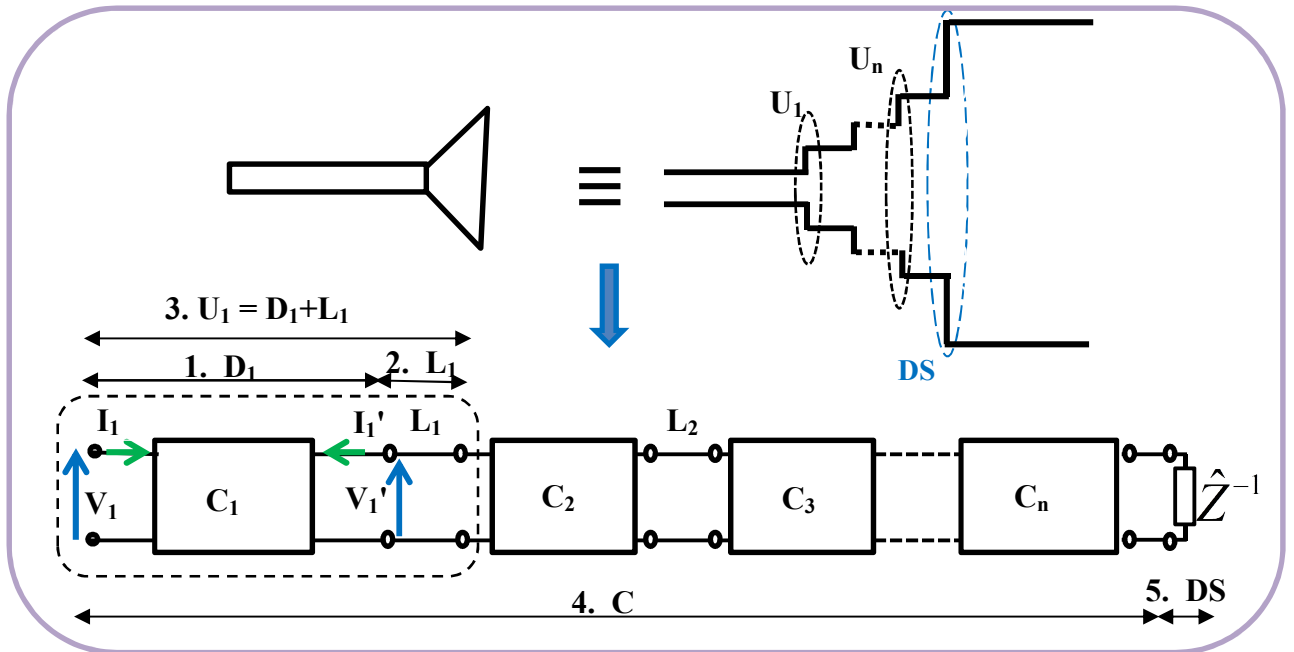 U₁
Uₙ
DS
3. U₁ = D₁+L₁
1. D₁
2. L₁
I₁
I₁'
L₁
L₂
V₁
C₁
V₁'
C₂
C₃
Cₙ
Ẑ⁻¹
4. C
5. DS